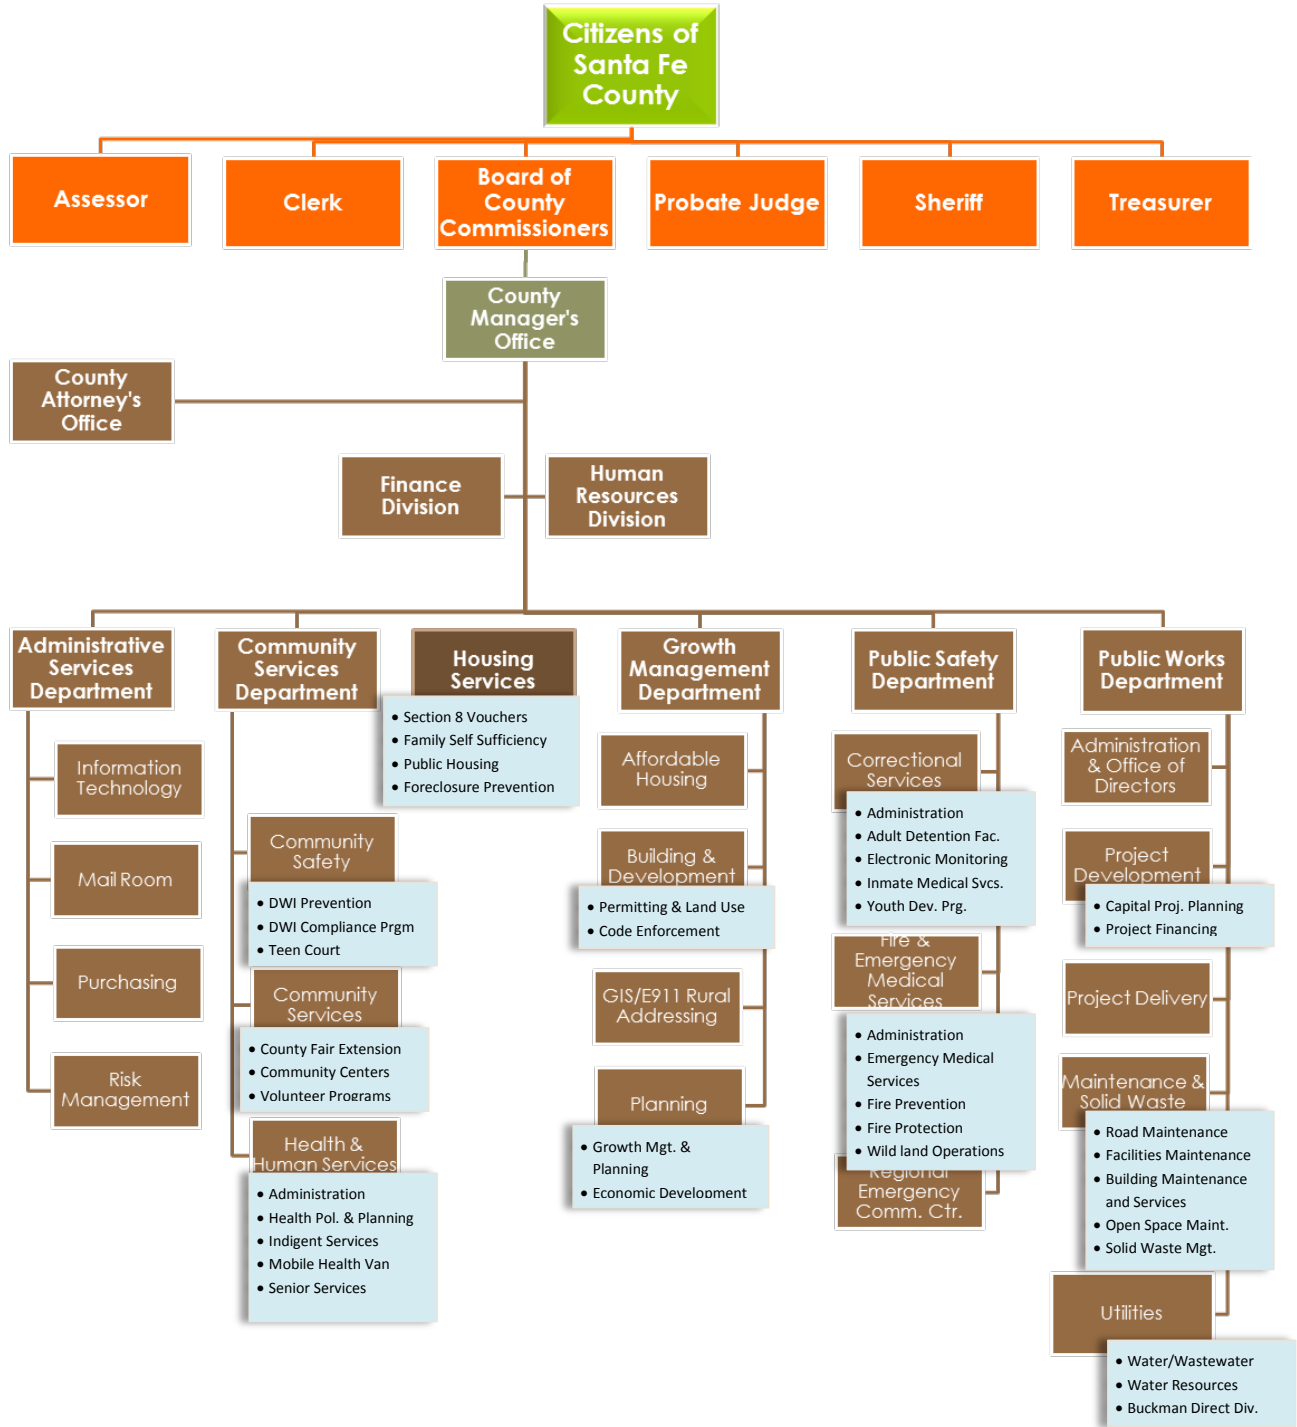 Citizens of
Santa Fe
County
Assessor
Clerk
Board of
County
Commissioners
Probate Judge
Sheriff
Treasurer
County
Manager's
Office
County
Attorney's
Office
Finance
Division
Human
Resources
Division
Administrative
Services
Department
Information
Technology
Mail Room
Purchasing
Risk
Management
Community
Services
Department
Community
Safety
• DWI Prevention
• DWI Compliance Prgm
• Teen Court
Community
Services
• County Fair Extension
• Community Centers
• Volunteer Programs
Health &
Human Services
• Administration
• Health Pol. & Planning
• Indigent Services
• Mobile Health Van
• Senior Services
Housing
Services
• Section 8 Vouchers
• Family Self Sufficiency
• Public Housing
• Foreclosure Prevention
Growth
Management
Department
Affordable
Housing
Building &
Development
• Permitting & Land Use
• Code Enforcement
GIS/E911 Rural
Addressing
Planning
• Growth Mgt. &
Planning
• Economic Development
Public Safety
Department
Correctional
Services
• Administration
• Adult Detention Fac.
• Electronic Monitoring
• Inmate Medical Svcs.
• Youth Dev. Prg.
Fire &
Emergency
Medical
Services
• Administration
• Emergency Medical
Services
• Fire Prevention
• Fire Protection
• Wild land Operations
Regional
Emergency
Comm. Ctr.
Public Works
Department
Administration
& Office of
Directors
Project
Development
• Capital Proj. Planning
• Project Financing
Project Delivery
Maintenance &
Solid Waste
• Road Maintenance
• Facilities Maintenance
• Building Maintenance
and Services
• Open Space Maint.
• Solid Waste Mgt.
Utilities
• Water/Wastewater
• Water Resources
• Buckman Direct Div.